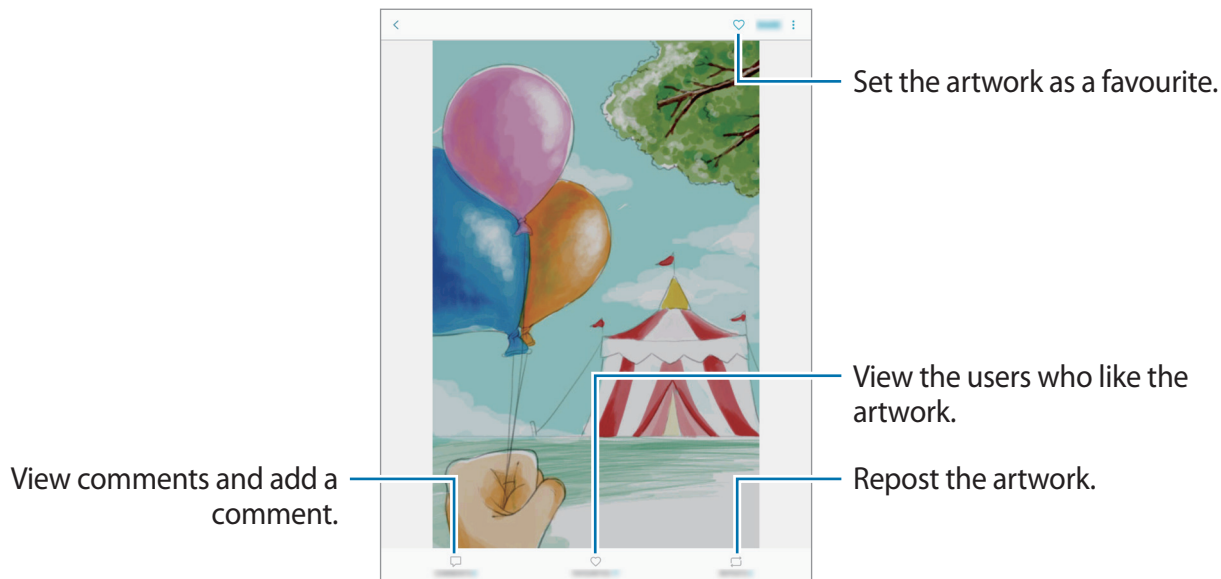 Set the artwork as a favourite.
View the users who like the
artwork.
View comments and add a
comment.
Repost the artwork.